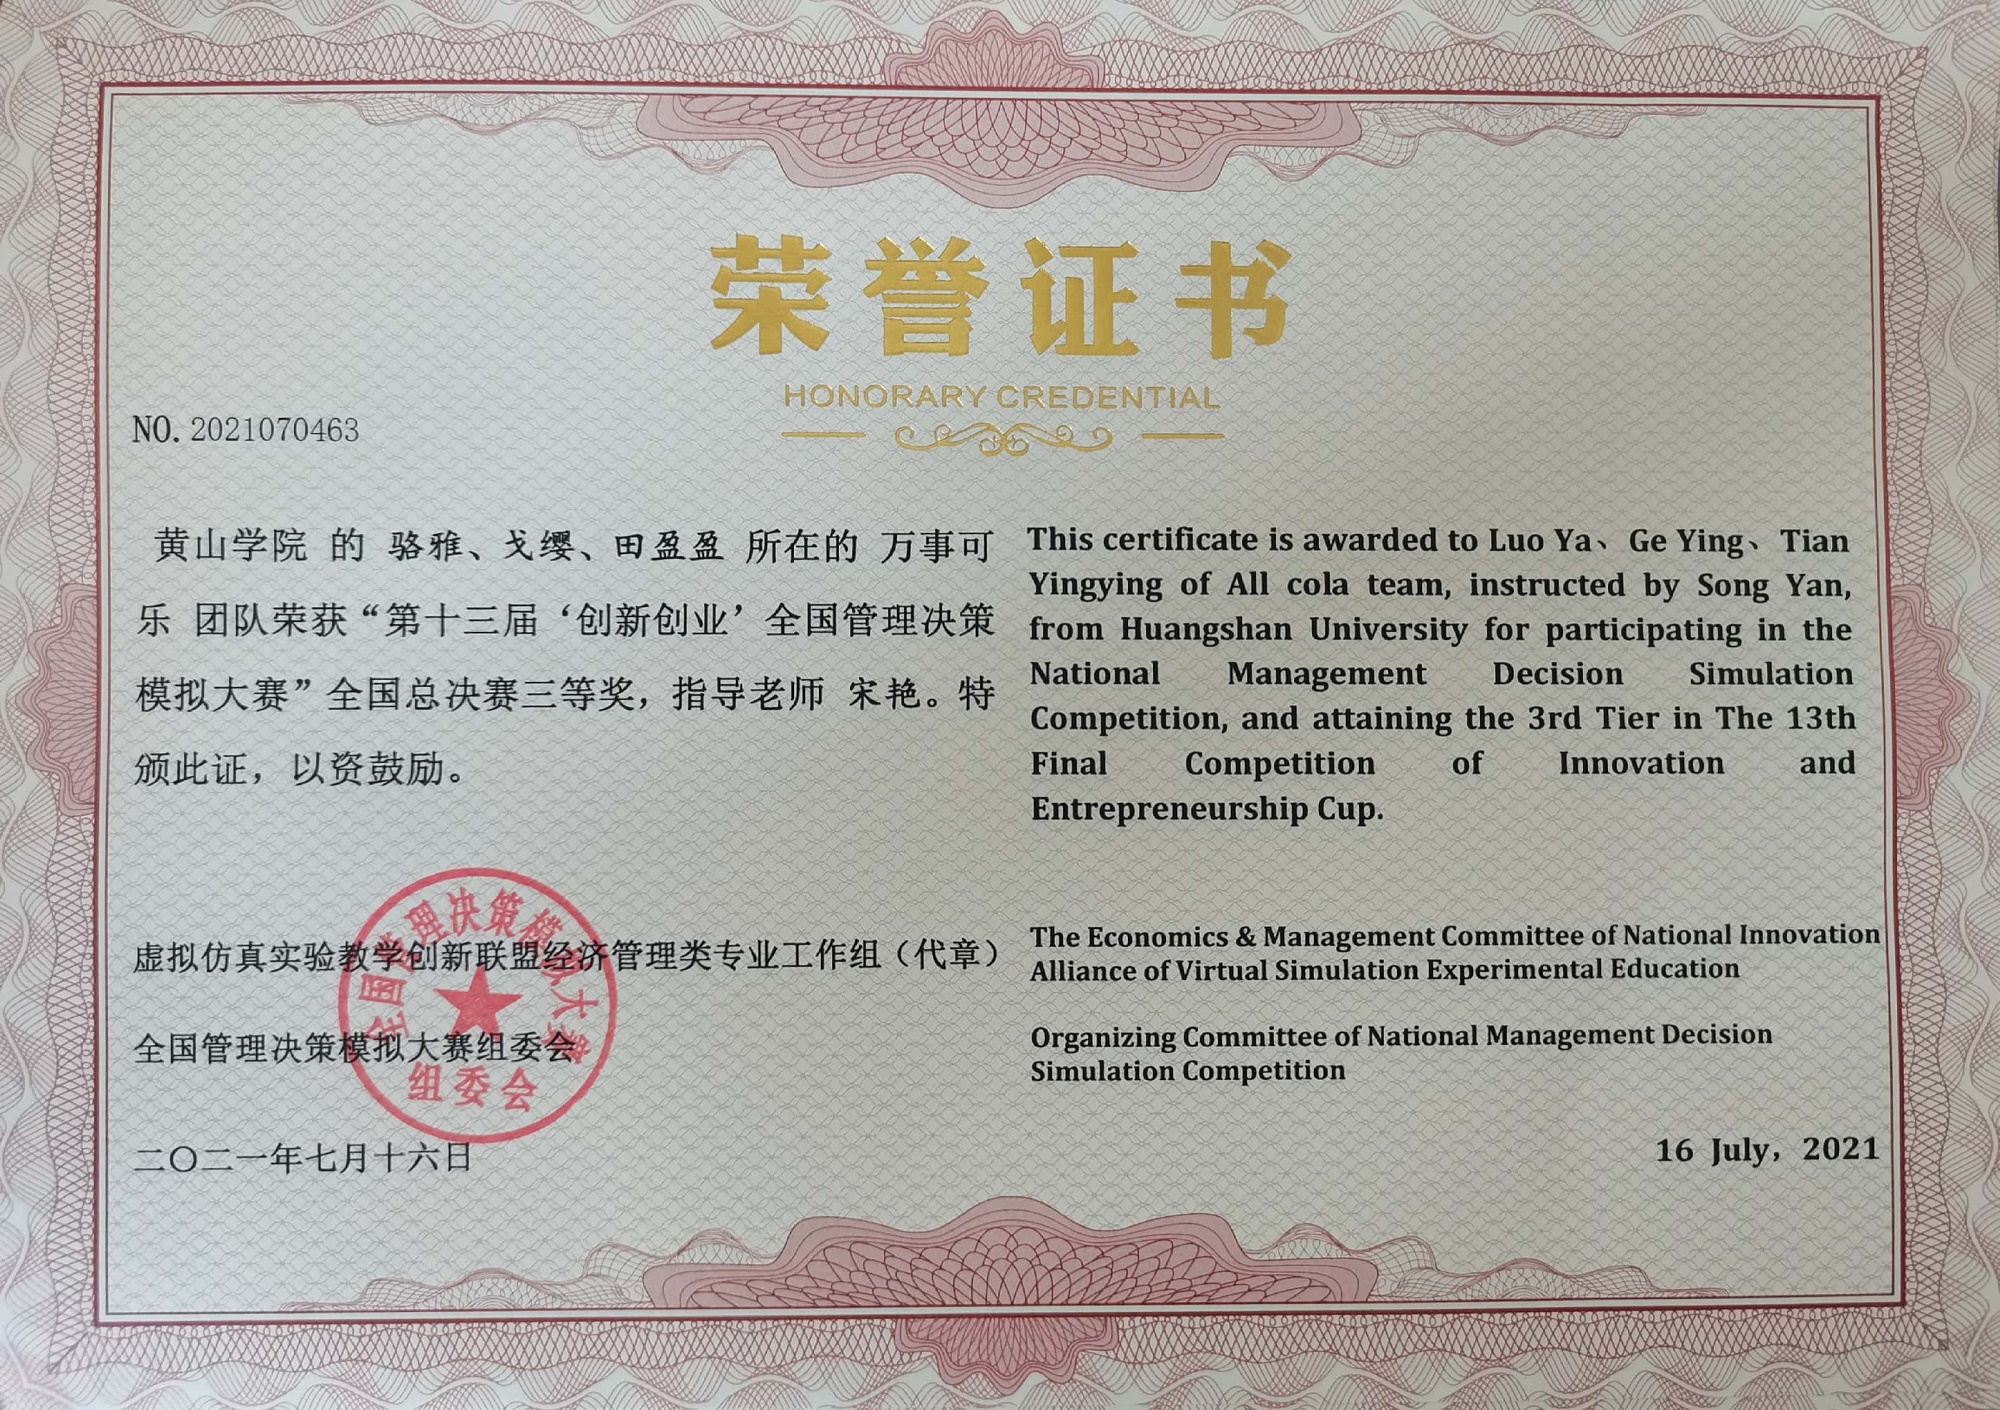 荣誉证书
HONORARY CREDENTIAL
NO. 2021070463
黄山学院 的 骆雅、戈缨、田盈盈 所在的 万事可
乐 团队荣获“第十三届‘创新创业’全国管理决策
模拟大赛”全国总决赛三等奖，指导老师 宋艳。特
颁此证，以资鼓励。
This certificate is awarded to Luo Ya、Ge Ying、Tian
Yingying of All cola team, instructed by Song Yan,
from Huangshan University for participating in the
National Management Decision Simulation
Competition, and attaining the 3rd Tier in The 13th
Final Competition of Innovation and
Entrepreneurship Cup.
虚拟仿真实验教学创新联盟经济管理类专业工作组（代章）
全国管理决策模拟大赛组委会
二〇二一年七月十六日
全国管理决策模拟大赛
组委会
The Economics & Management Committee of National Innovation
Alliance of Virtual Simulation Experimental Education
Organizing Committee of National Management Decision
Simulation Competition
16 July，2021